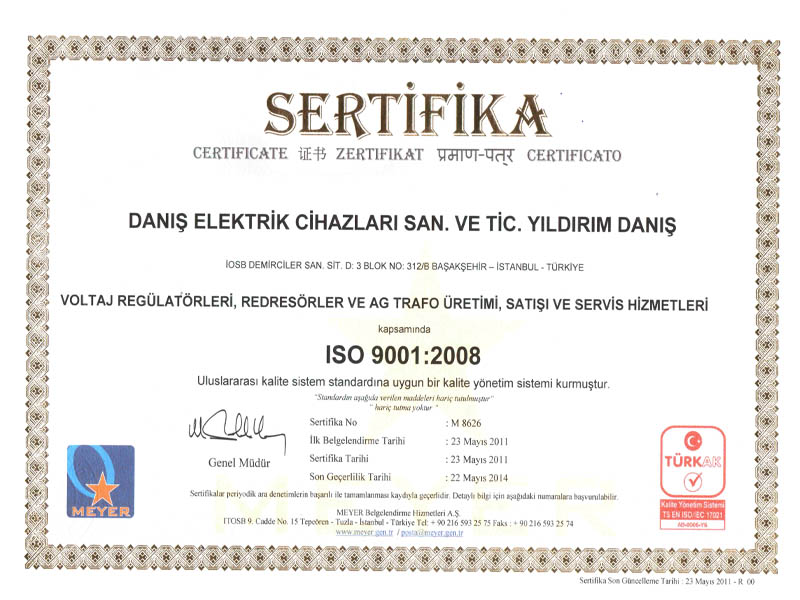 SERTİFİKA
CERTIFICATE 证书 ZERTIFIKAT प्रमाण-पत्र CERTIFICATO
DANIŞ ELEKTRİK CİHAZLARI SAN. VE TİC. YILDIRIM DANIŞ
İOSB DEMİRCİLER SAN. SİT. D: 3 BLOK NO: 312/B BAŞAKŞEHİR – İSTANBUL - TÜRKİYE
VOLTAJ REGÜLATÖRLERİ, REDRESÖRLER VE AG TRAFO ÜRETİMİ, SATIŞI VE SERVİS HİZMETLERİ
kapsamında
ISO 9001:2008
Uluslararası kalite sistem standardına uygun bir kalite yönetim sistemi kurmuştur.
"Standardın aşağıda verilen maddeleri hariç tutulmuştur"
" hariç tutma yoktur "
Sertifika No : M 8626
İlk Belgelendirme Tarihi : 23 Mayıs 2011
Sertifika Tarihi : 23 Mayıs 2011
Son Geçerlilik Tarihi : 22 Mayıs 2014
Genel Müdür
MEYER
TÜRKAK
Kalite Yönetim Sistemi
TS EN ISO/IEC 17021
AB-0006-YS
Sertifikalar periyodik ara denetimlerin başarılı ile tamamlanması kaydıyla geçerlidir. Detaylı bilgi için aşağıdaki numaralara başvurulabilir.
MEYER Belgelendirme Hizmetleri A.Ş.
İTOSB 9. Cadde No. 15 Tepeören - Tuzla - İstanbul - Türkiye Tel: + 90 216 593 25 75 Faks : + 90 216 593 25 74
www.meyer.gen.tr / posta@meyer.gen.tr
Sertifika Son Güncelleme Tarihi : 23 Mayıs 2011 - R 00